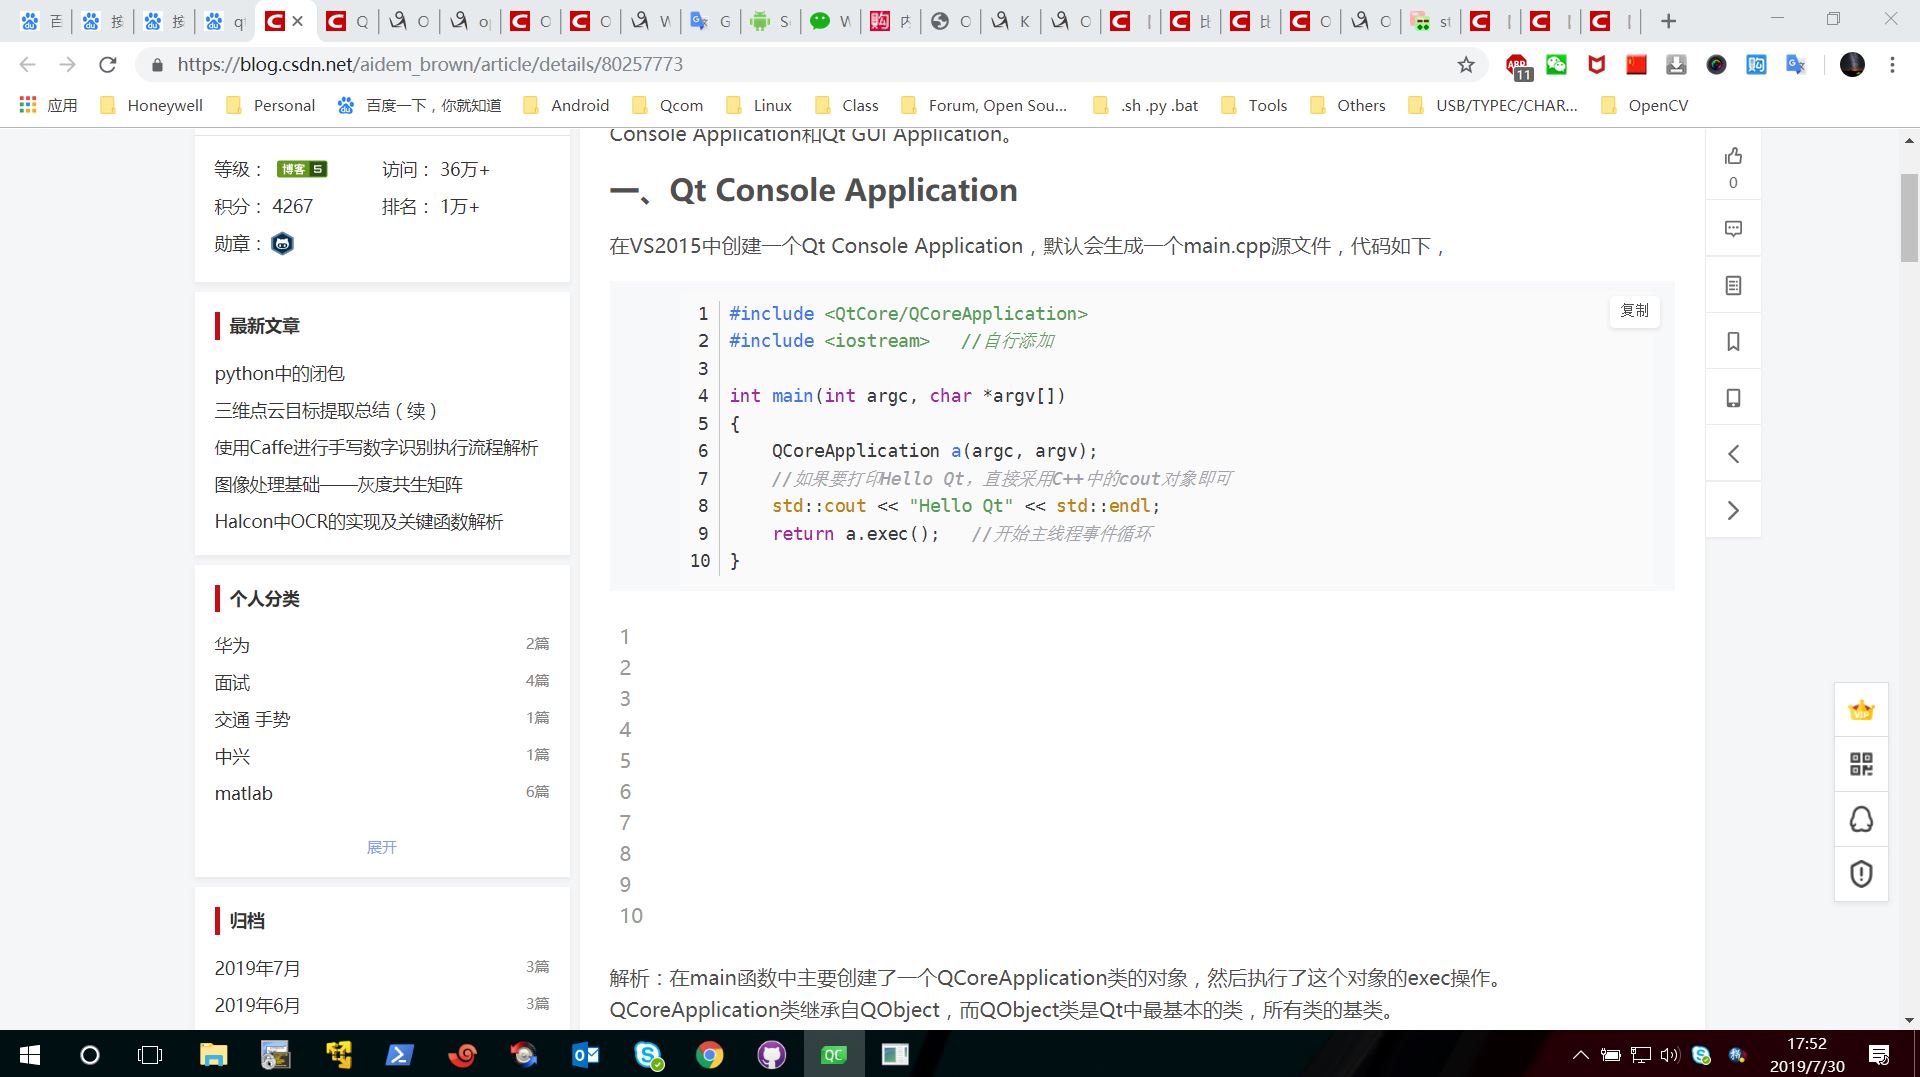 https://blog.csdn.net/aidem_brown/article/details/80257773
11
应用
Honeywell
Personal
百度一下，你就知道
Android
Qcom
Linux
Class
Forum, Open Sou...
.sh .py .bat
Tools
Others
USB/TYPEC/CHAR...
OpenCV
Console Application和Qt GUI Application。
等级： 博客 5 访问： 36万+
积分： 4267 排名： 1万+
勋章：
最新文章
python中的闭包
三维点云目标提取总结（续）
使用Caffe进行手写数字识别执行流程解析
图像处理基础——灰度共生矩阵
Halcon中OCR的实现及关键函数解析
个人分类
华为 2篇
面试 4篇
交通 手势 1篇
中兴 1篇
matlab 6篇
展开
归档
2019年7月 3篇
2019年6月 3篇
一、Qt Console Application
在VS2015中创建一个Qt Console Application，默认会生成一个main.cpp源文件，代码如下，
复制
1 #include <QtCore/QCoreApplication>
2 #include <iostream>   //自行添加
3
4 int main(int argc, char *argv[])
5 {
6     QCoreApplication a(argc, argv);
7     //如果要打印Hello Qt，直接采用C++中的cout对象即可
8     std::cout << "Hello Qt" << std::endl;
9     return a.exec();   //开始主线程事件循环
10 }
1
2
3
4
5
6
7
8
9
10
解析：在main函数中主要创建了一个QCoreApplication类的对象，然后执行了这个对象的exec操作。
QCoreApplication类继承自QObject，而QObject类是Qt中最基本的类，所有类的基类。
0
VIP
QC
17:52
2019/7/30